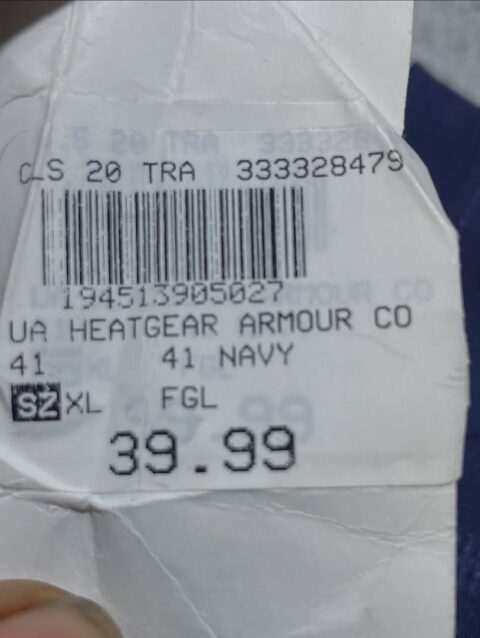 CLS 20 TRA 333328479
194513905027
UA HEATGEAR ARMOUR CO
41 41 NAVY
SZ XL FGL
39.99